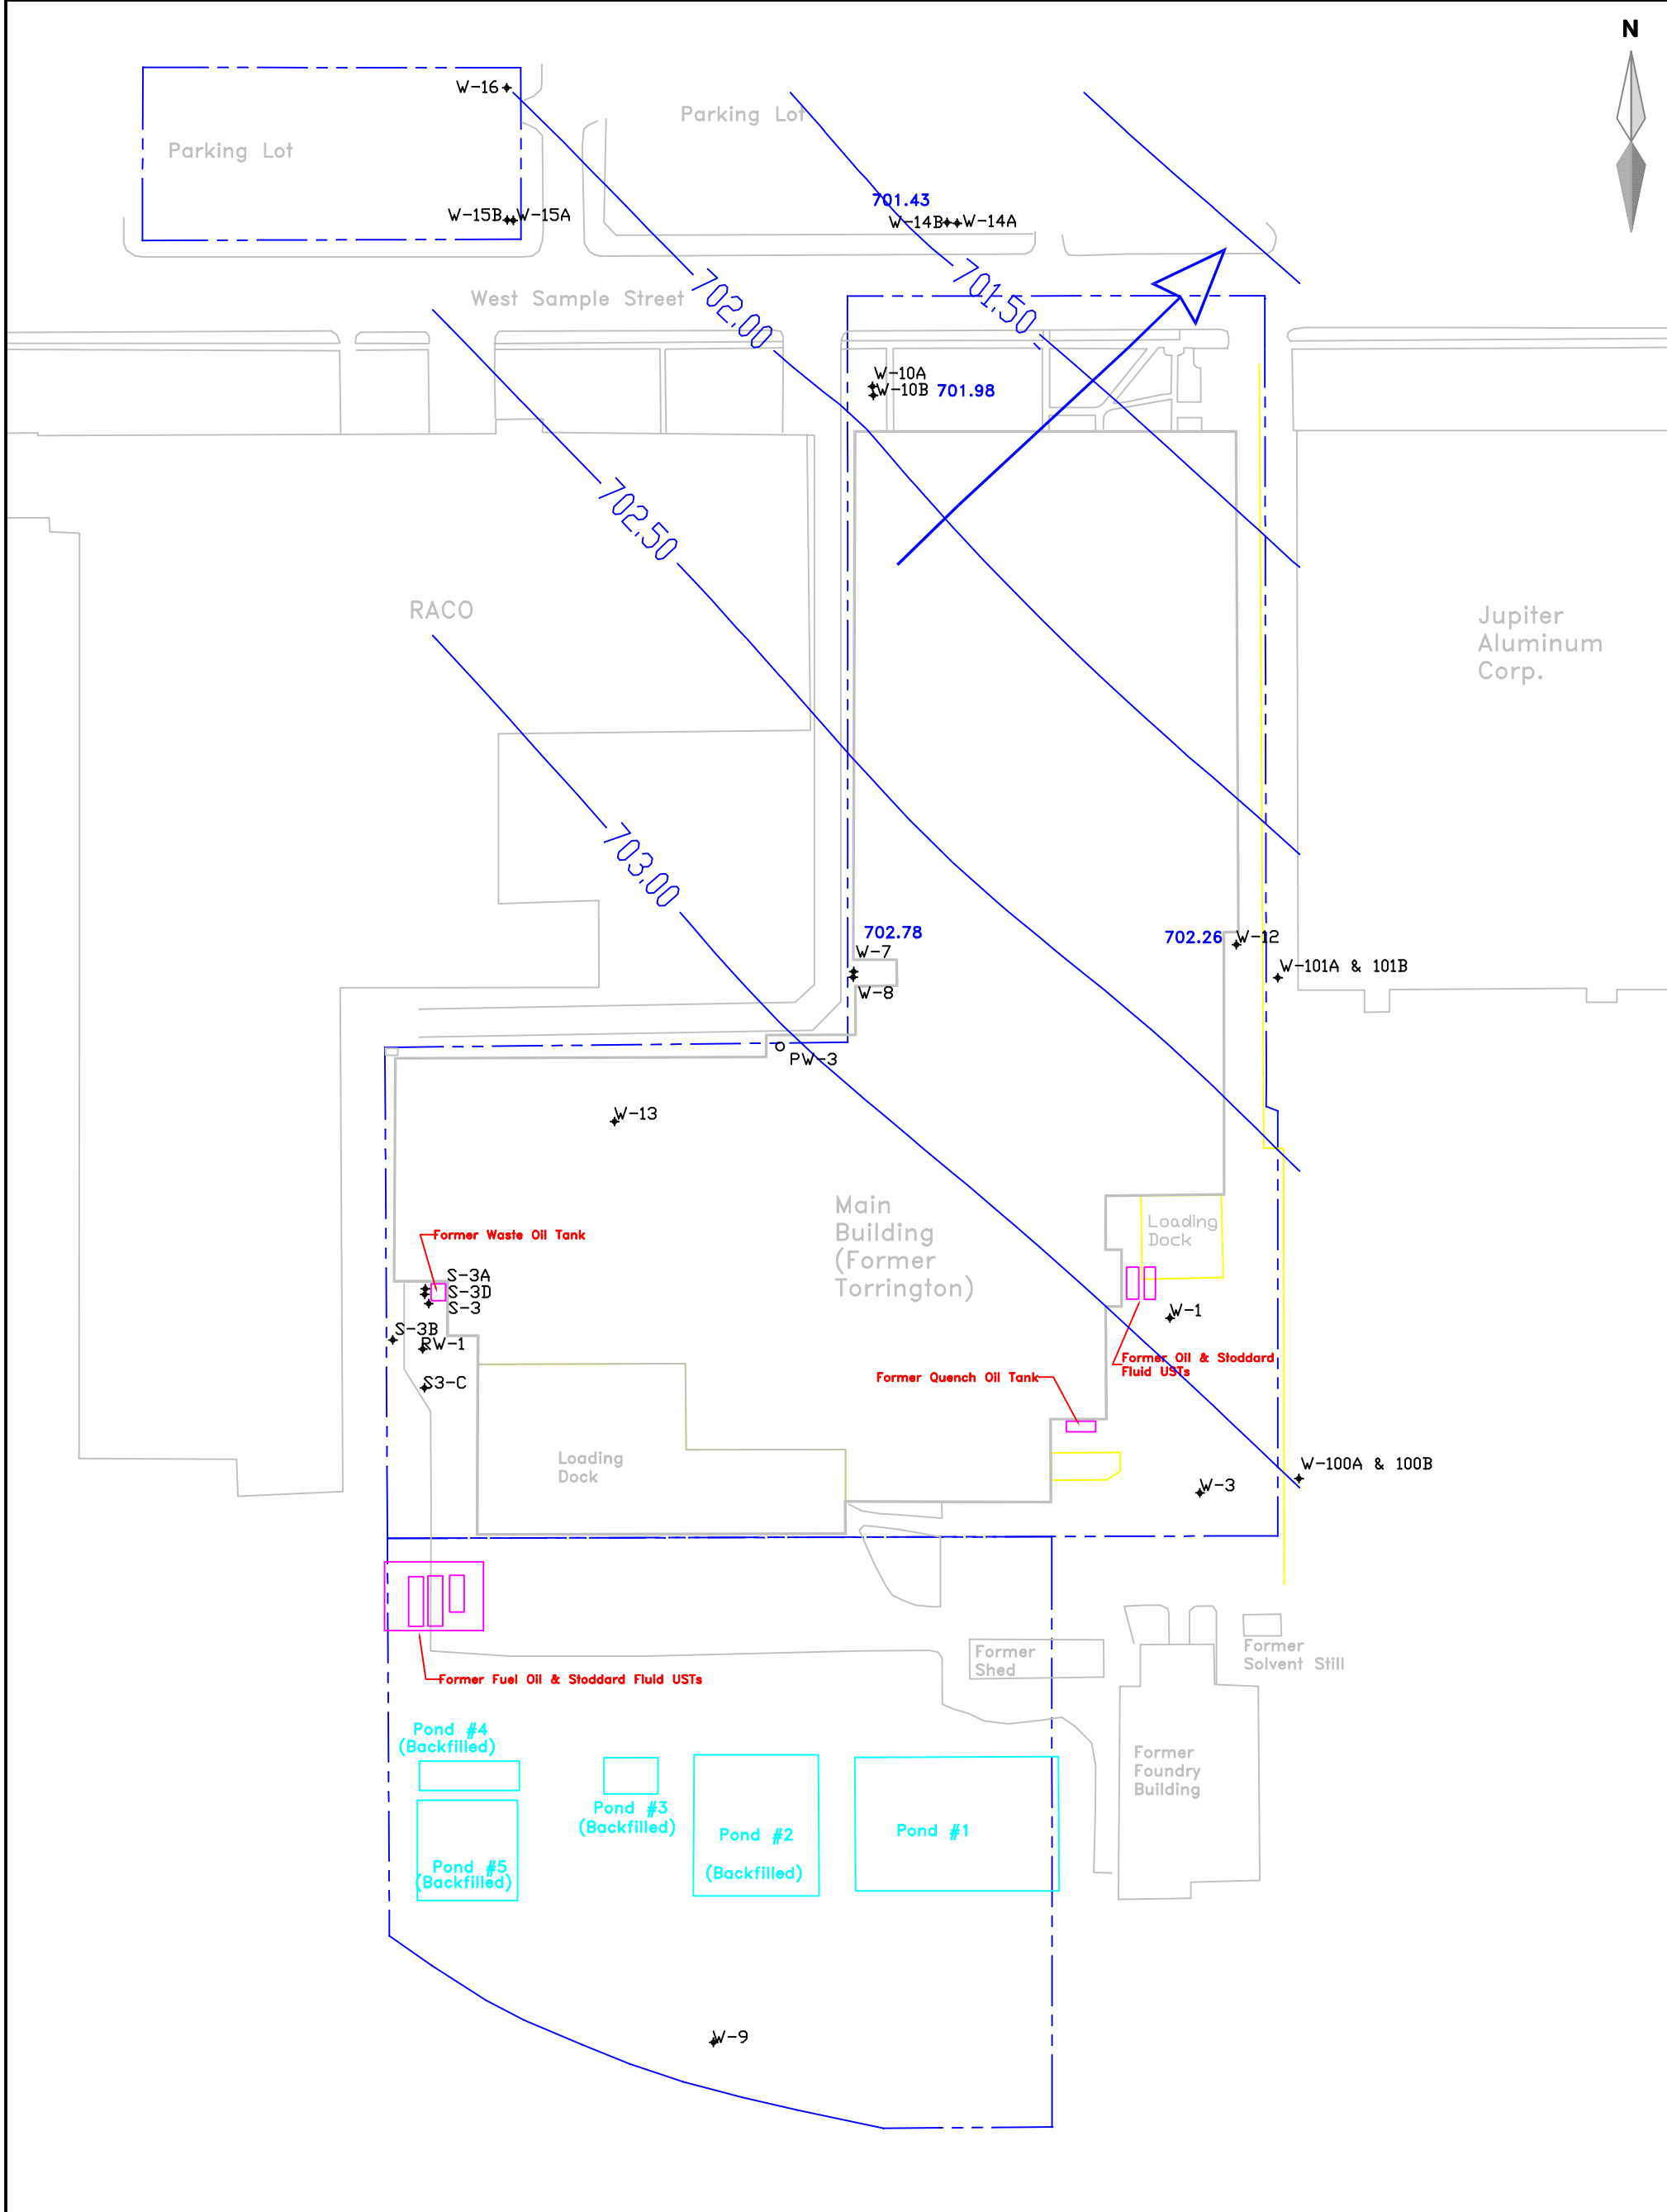 N
W-16
Parking Lot
Parking Lot
701.43
W-15B
W-15A
W-14B
W-14A
West Sample Street
702.00
701.50
W-10A
W-10B
701.98
702.50
RACO
Jupiter
Aluminum
Corp.
703.00
702.78
702.26
W-12
W-7
W-101A & 101B
W-8
PW-3
W-13
Main
Building
(Former
Torrington)
Loading
Dock
Former Waste Oil Tank
S-3A
S-3D
S-3
W-1
S-3B
RW-1
Former Oil & Stoddard
Fluid USTs
Former Quench Oil Tank
S3-C
Loading
Dock
W-100A & 100B
W-3
Former
Shed
Former
Solvent Still
Former Fuel Oil & Stoddard Fluid USTs
Pond #4
(Backfilled)
Former
Foundry
Building
Pond #3
(Backfilled)
Pond #2
(Backfilled)
Pond #1
Pond #5
(Backfilled)
W-9